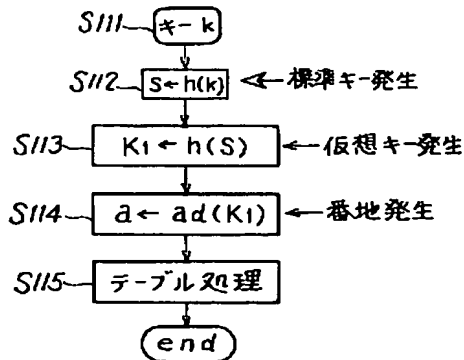 S111 キーk
S112 S←h(k) ←標準キー発生
S113 K1←h(S) ←仮想キー発生
S114 a←ad(K1) ←番地発生
S115 テーブル処理
end